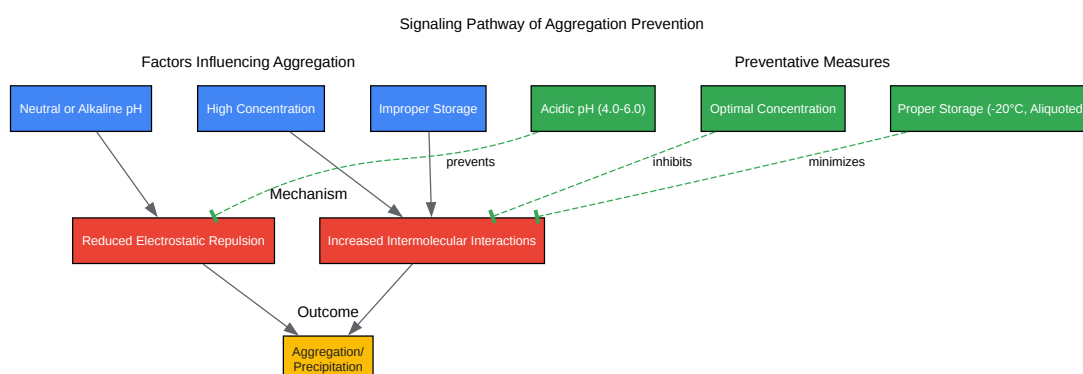 Signaling Pathway of Aggregation Prevention
Factors Influencing Aggregation
Preventative Measures
Neutral or Alkaline pH
High Concentration
Improper Storage
Acidic pH (4.0-6.0)
Optimal Concentration
Proper Storage (-20°C, Aliquoted
prevents
inhibits
minimizes
Mechanism
Reduced Electrostatic Repulsion
Increased Intermolecular Interactions
Outcome
Aggregation/
Precipitation